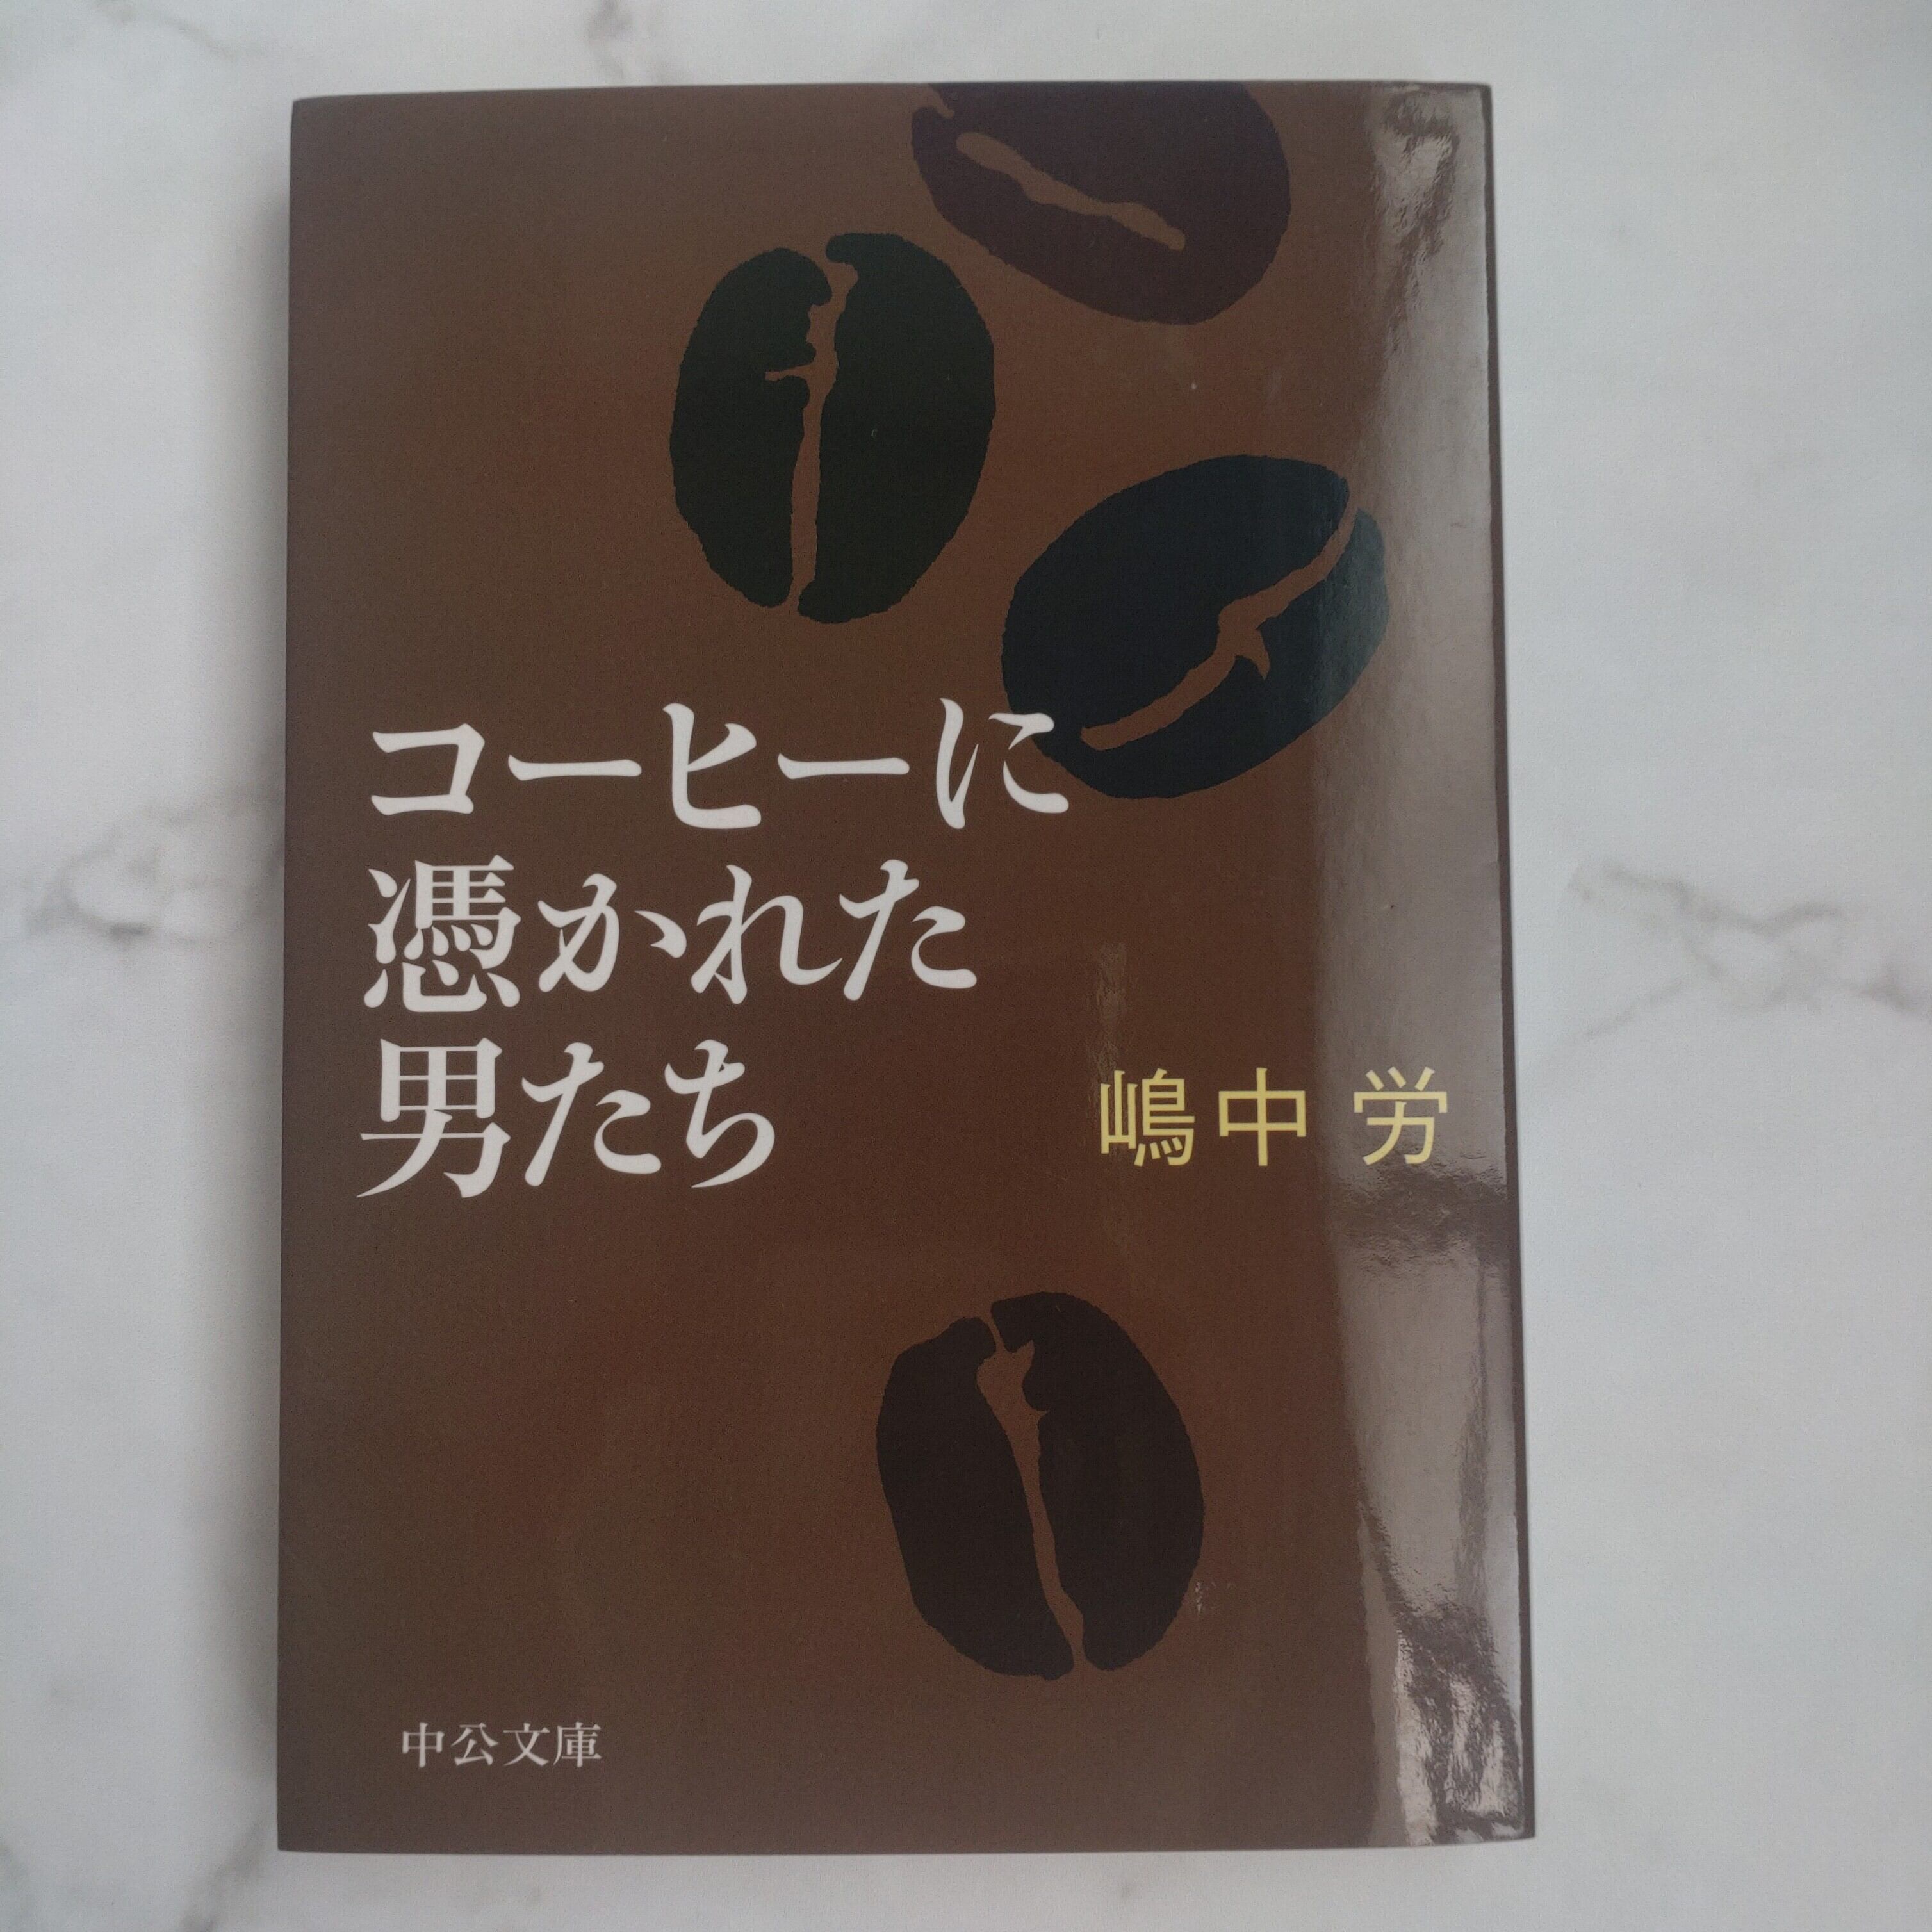 コーヒーに
憑かれた
男たち
嶋中 労
中公文庫